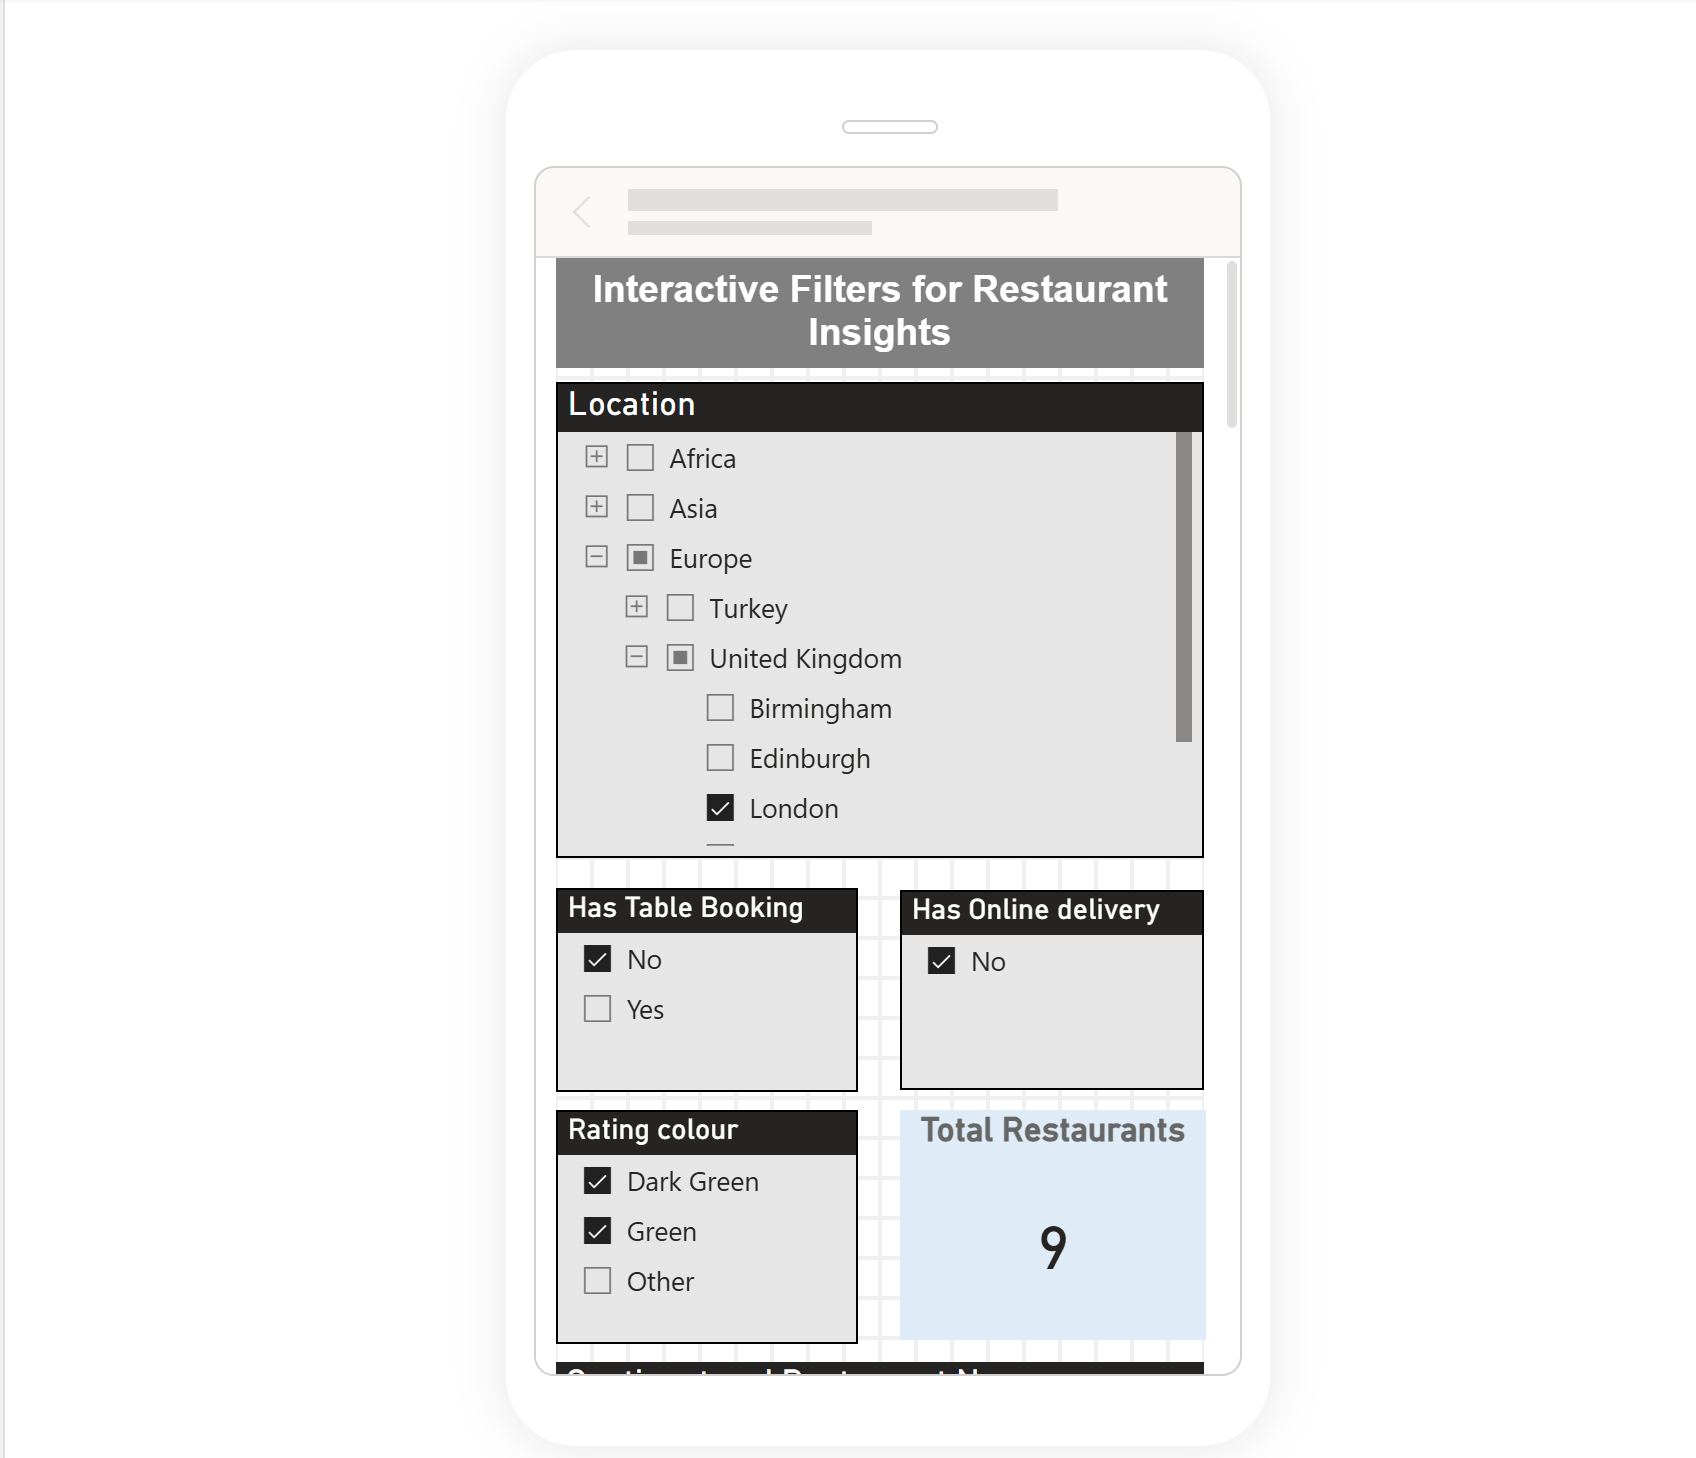 Interactive Filters for Restaurant
Insights
Location
Africa
Asia
Europe
Turkey
United Kingdom
Birmingham
Edinburgh
London
Has Table Booking
No
Yes
Has Online delivery
No
Rating colour
Dark Green
Green
Other
Total Restaurants
9